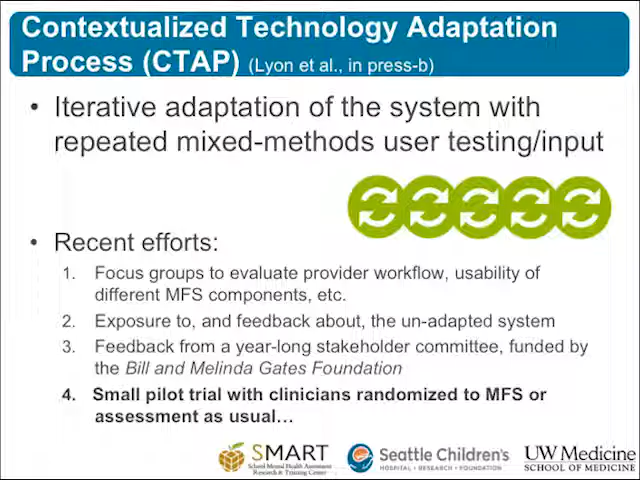 Contextualized Technology Adaptation
Process (CTAP) (Lyon et al., in press-b)
• Iterative adaptation of the system with
repeated mixed-methods user testing/input
• Recent efforts:
1. Focus groups to evaluate provider workflow, usability of
different MFS components, etc.
2. Exposure to, and feedback about, the un-adapted system
3. Feedback from a year-long stakeholder committee, funded by
the Bill and Melinda Gates Foundation
4. Small pilot trial with clinicians randomized to MFS or
assessment as usual…
SMART
School Mental Health Assessment
Research & Training Center
Seattle Children's
HOSPITAL • RESEARCH • FOUNDATION
UW Medicine
SCHOOL OF MEDICINE